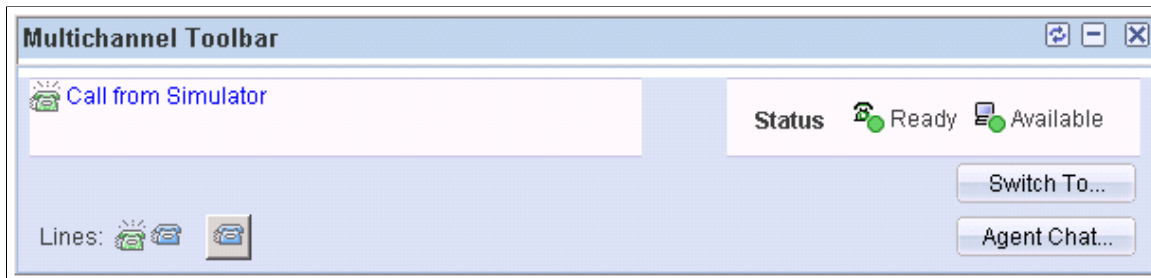 Multichannel Toolbar
Call from Simulator
Status Ready Available
Switch To...
Lines:
Agent Chat...